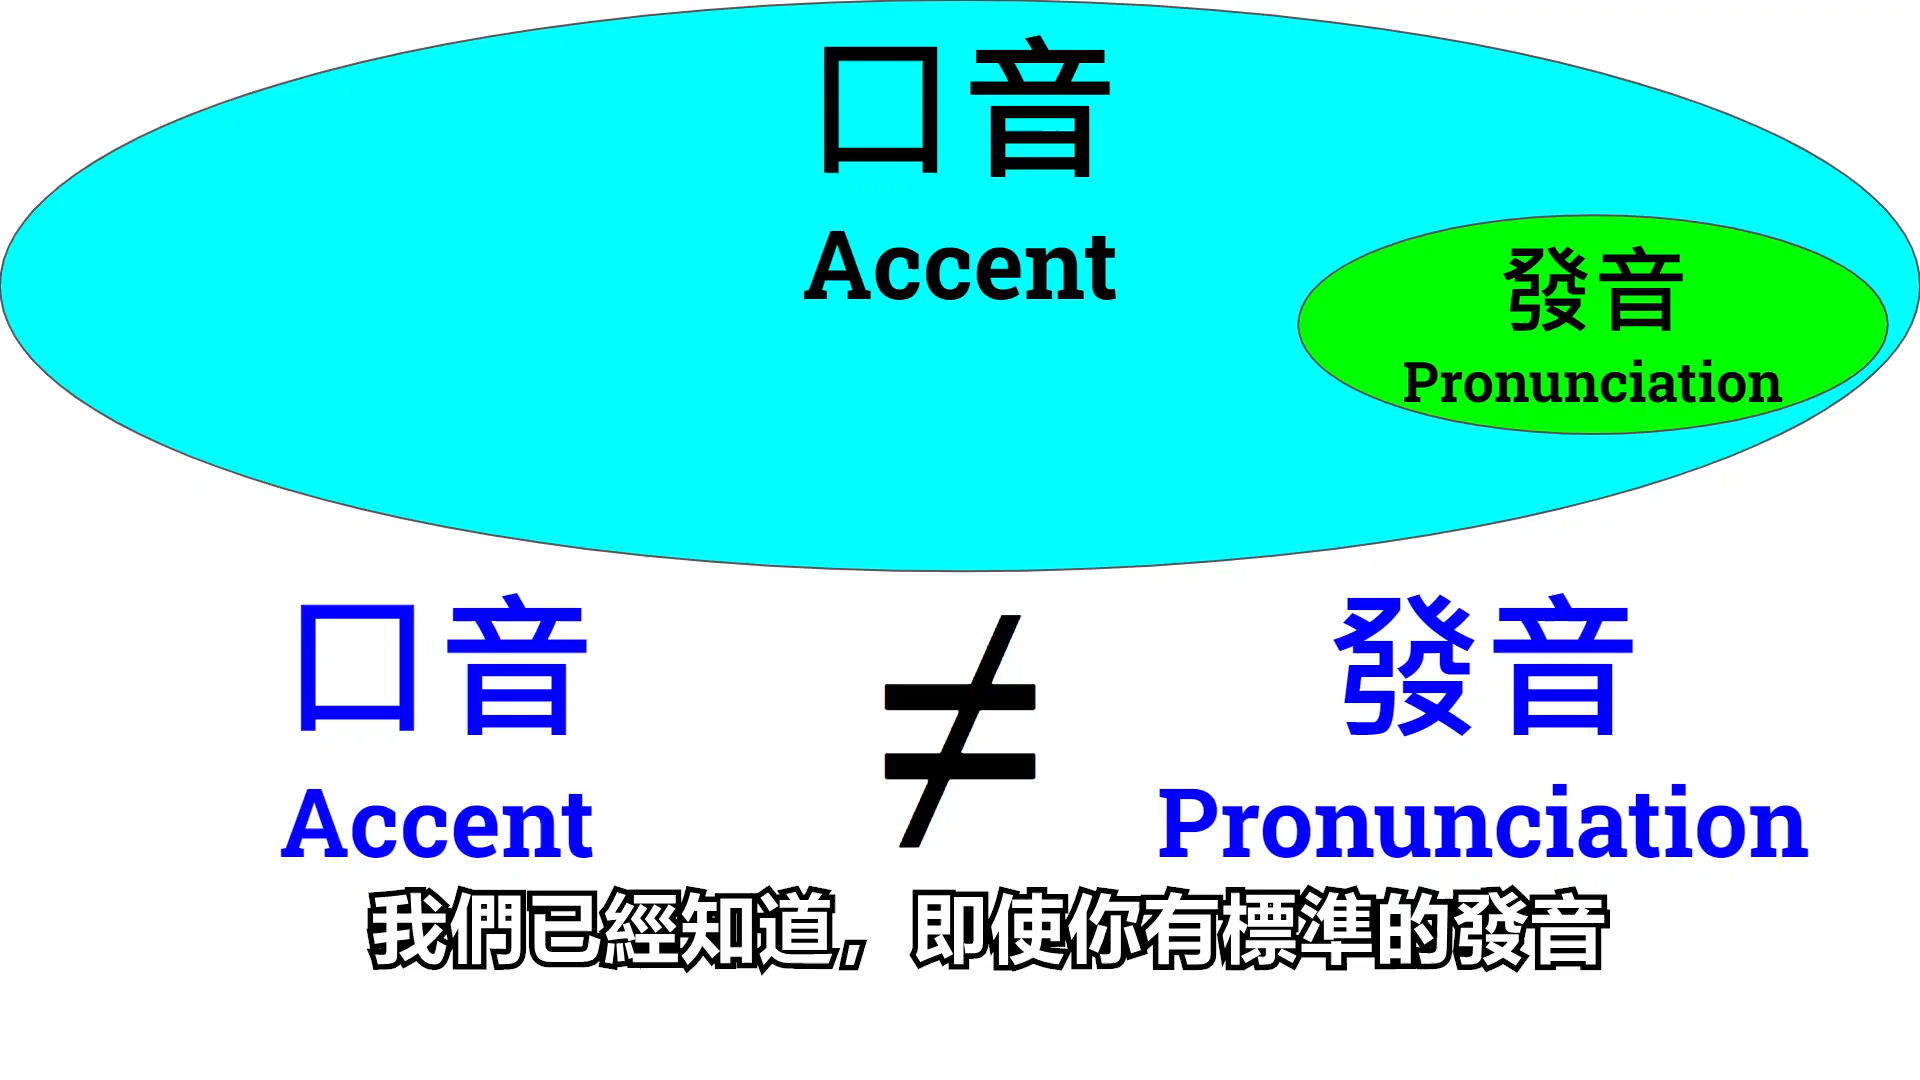 口音
Accent
發音
Pronunciation
口音 ≠ 發音
Accent Pronunciation
我們已經知道，即使你有標準的發音